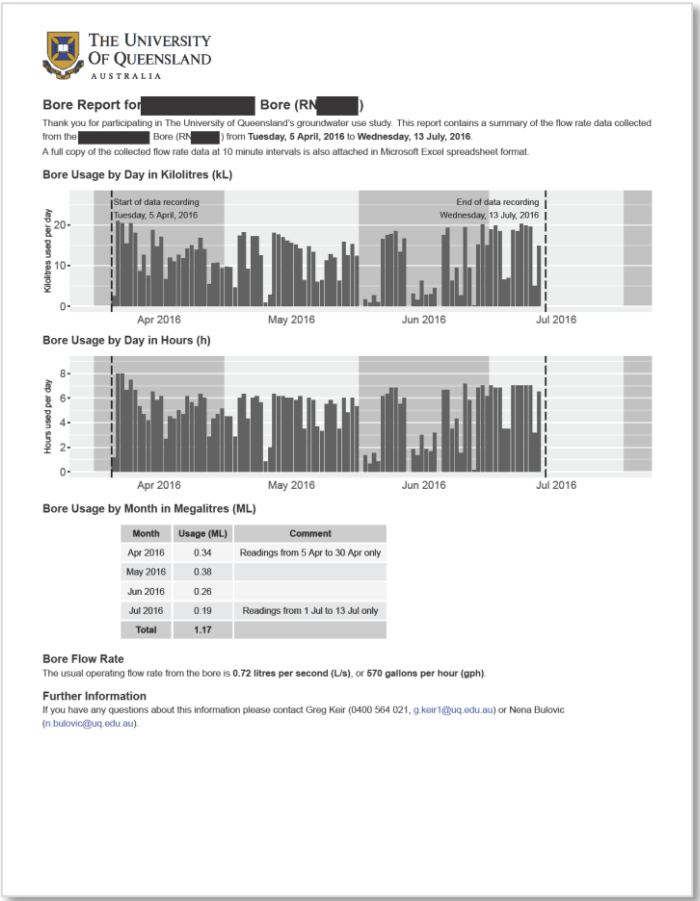 THE UNIVERSITY
OF QUEENSLAND
AUSTRALIA
Bore Report for Bore (RN )
Thank you for participating in The University of Queensland's groundwater use study. This report contains a summary of the flow rate data collected
from the Bore (RN ) from Tuesday, 5 April, 2016 to Wednesday, 13 July, 2016.
A full copy of the collected flow rate data at 10 minute intervals is also attached in Microsoft Excel spreadsheet format.
Bore Usage by Day in Kilolitres (kL)
Start of data recording
Tuesday, 5 April, 2016
End of data recording
Wednesday, 13 July, 2016
Kilolitres used per day
20
10
0
Apr 2016 May 2016 Jun 2016 Jul 2016
Bore Usage by Day in Hours (h)
Hours used per day
8
6
4
2
0
Apr 2016 May 2016 Jun 2016 Jul 2016
Bore Usage by Month in Megalitres (ML)
Month Usage (ML) Comment
Apr 2016 0.34 Readings from 5 Apr to 30 Apr only
May 2016 0.38
Jun 2016 0.26
Jul 2016 0.19 Readings from 1 Jul to 13 Jul only
Total 1.17
Bore Flow Rate
The usual operating flow rate from the bore is 0.72 litres per second (L/s), or 570 gallons per hour (gph).
Further Information
If you have any questions about this information please contact Greg Keir (0400 564 021, g.keir1@uq.edu.au) or Nena Bulovic
(n.bulovic@uq.edu.au).